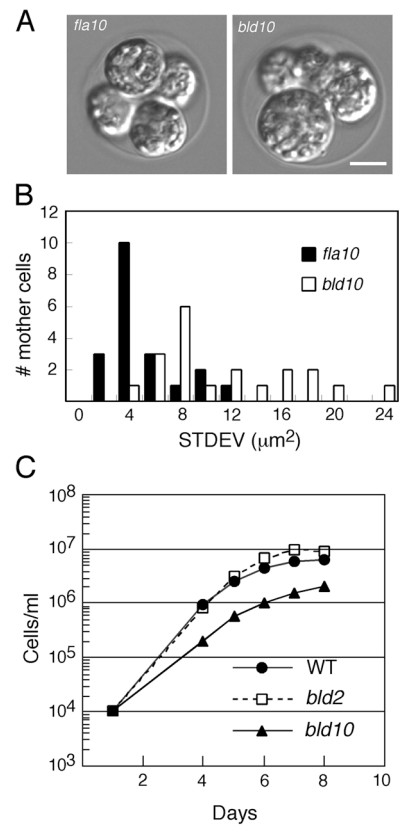 A
fla10
bld10
B
12
10
8
6
4
2
# mother cells
fla10
bld10
0 4 8 12 16 20 24
STDEV (µm²)
C
10⁸
10⁷
10⁶
10⁵
10⁴
10³
Cells/ml
WT
bld2
bld10
2 4 6 8 10
Days